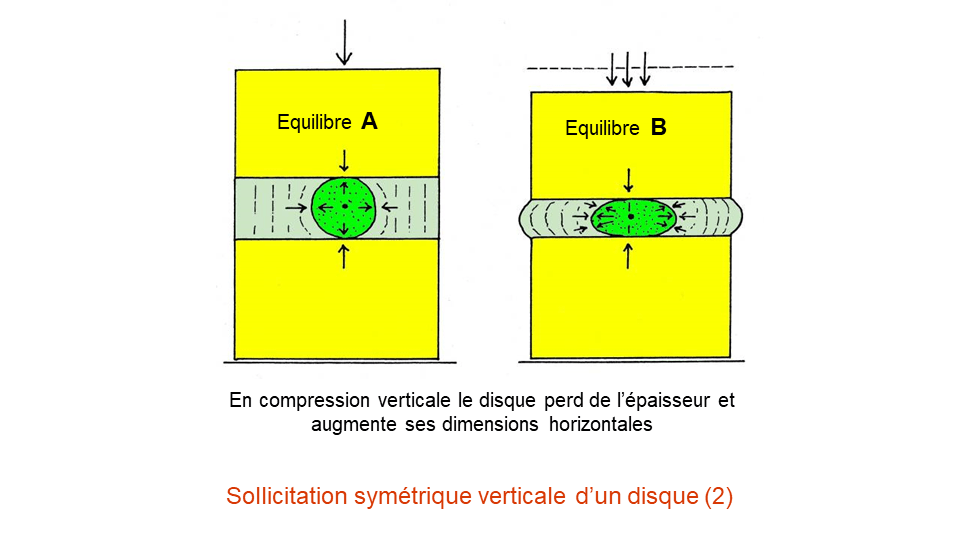 Equilibre A
Equilibre B
En compression verticale le disque perd de l’épaisseur et
augmente ses dimensions horizontales
Sollicitation symétrique verticale d’un disque (2)